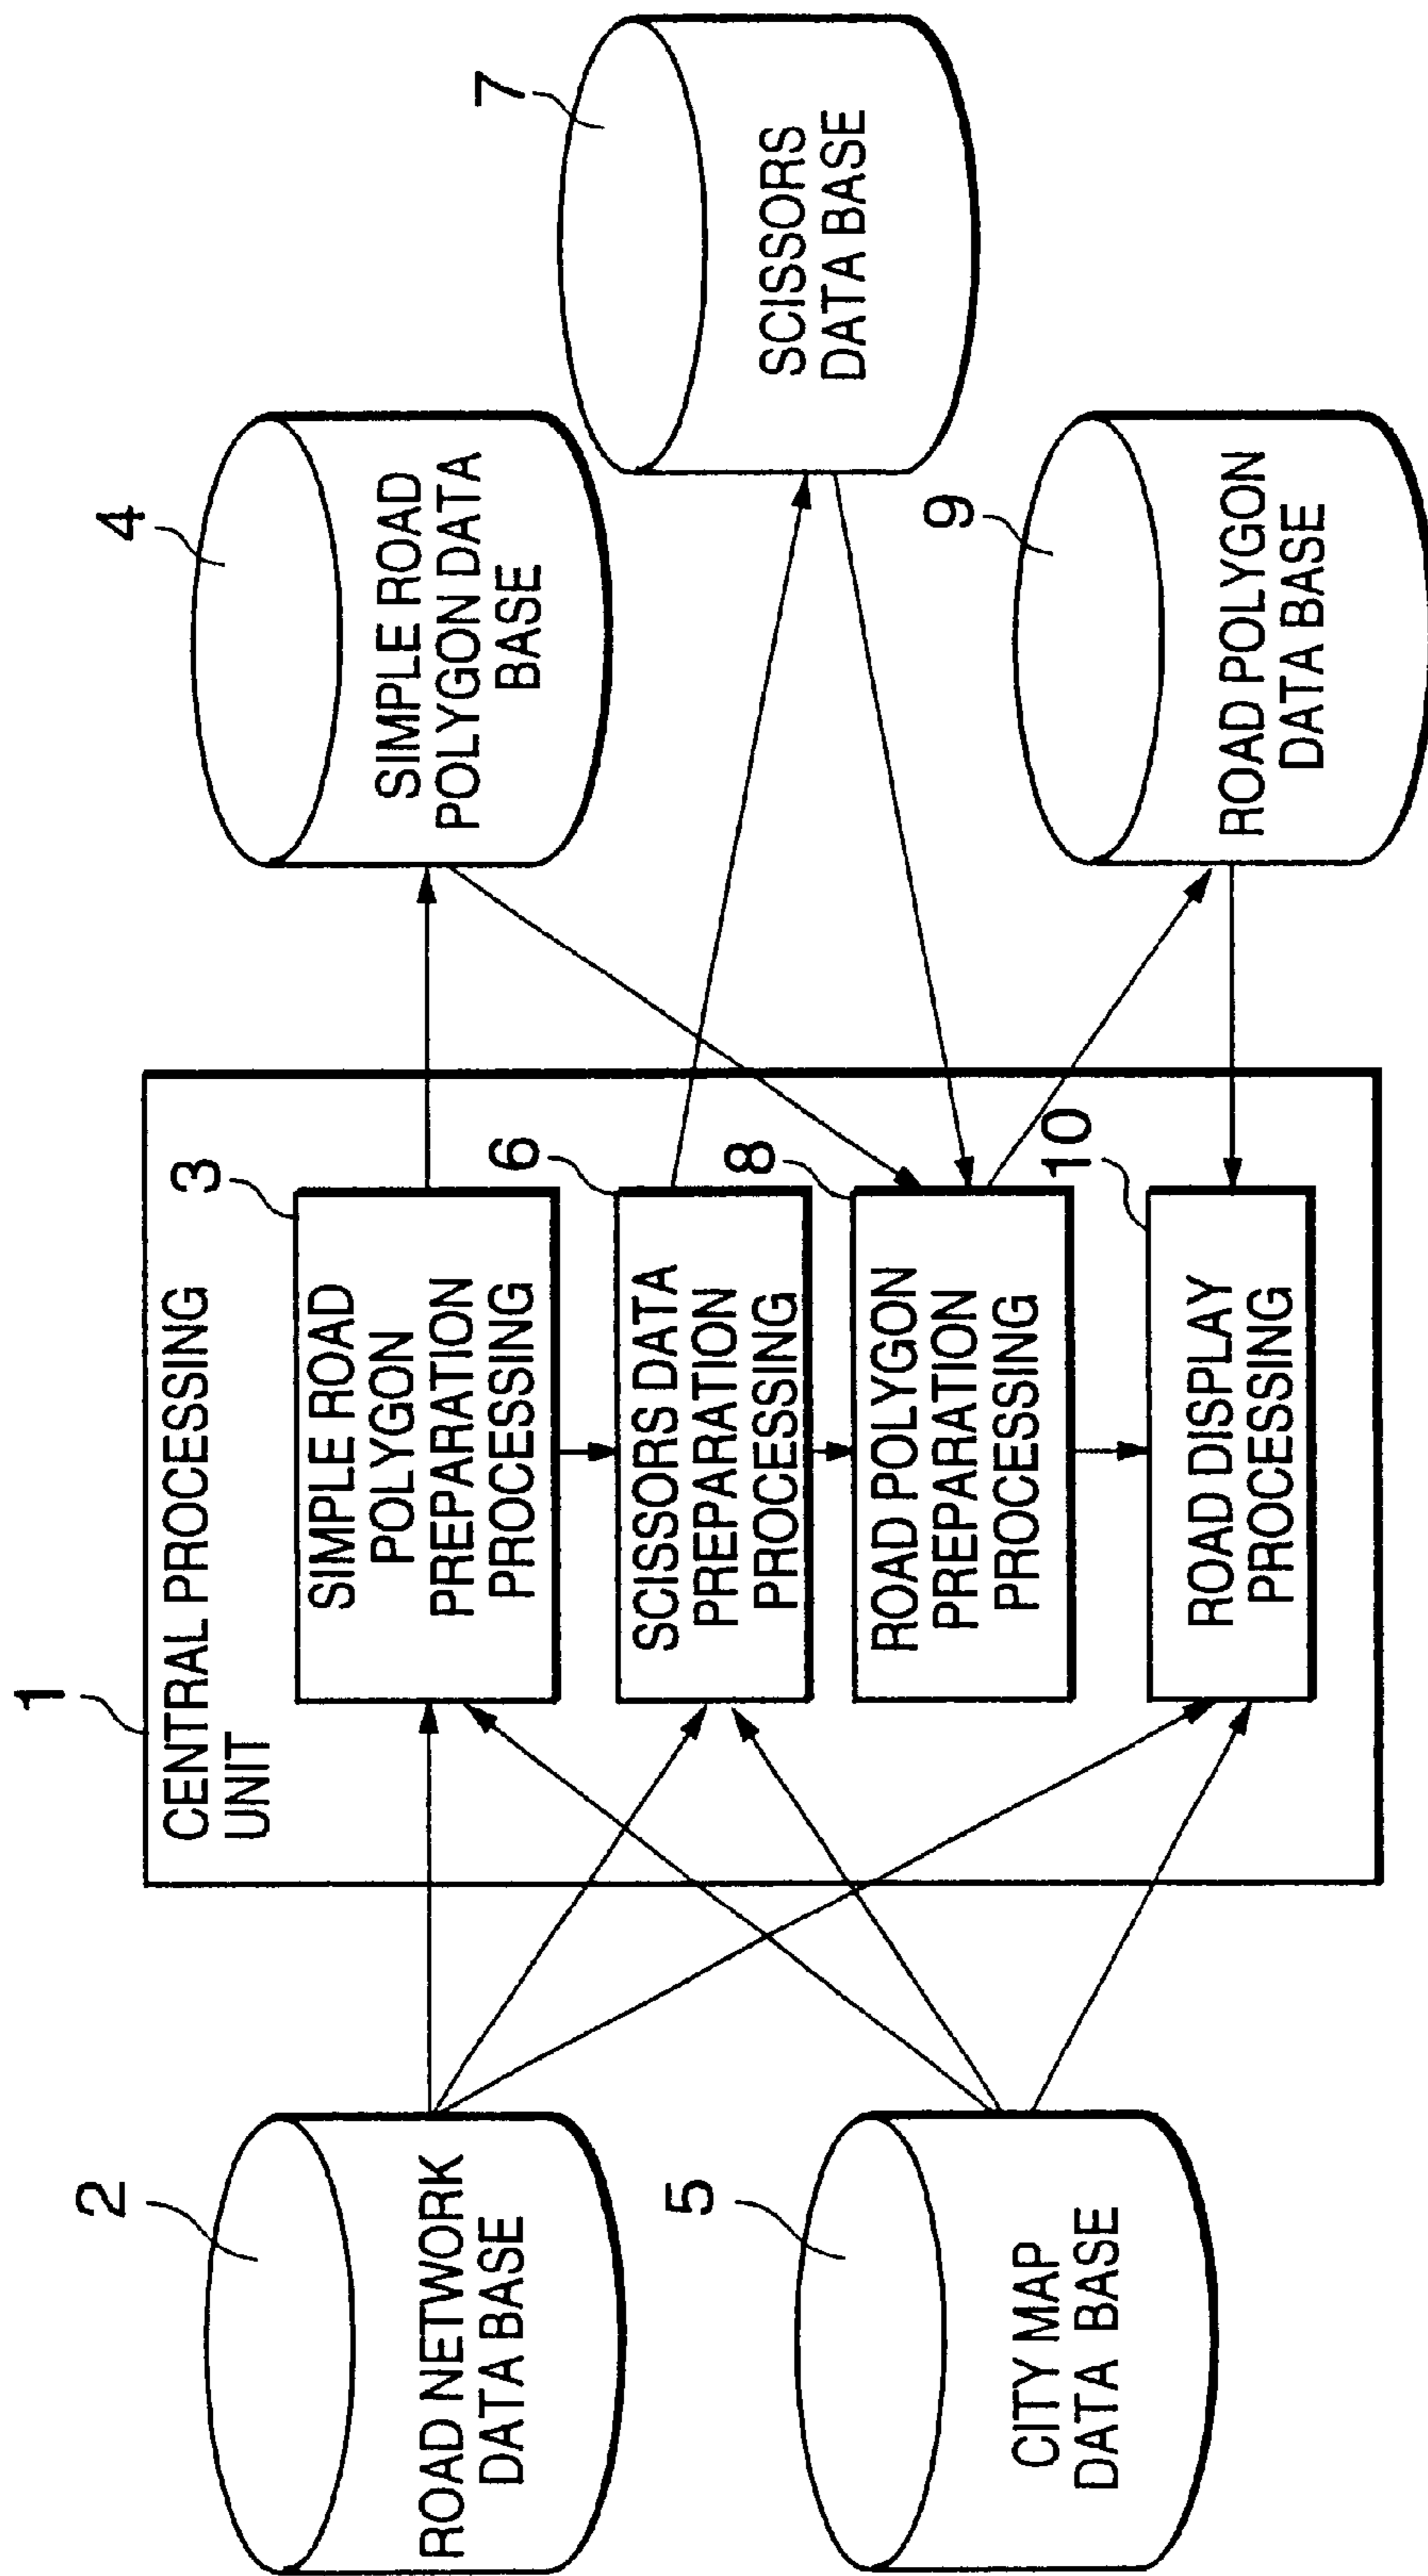 1
CENTRAL PROCESSING
UNIT
2
ROAD NETWORK
DATA BASE
5
CITY MAP
DATA BASE
3
SIMPLE ROAD
POLYGON
PREPARATION
PROCESSING
6
SCISSORS DATA
PREPARATION
PROCESSING
8
ROAD POLYGON
PREPARATION
PROCESSING
10
ROAD DISPLAY
PROCESSING
4
SIMPLE ROAD
POLYGON DATA
BASE
7
SCISSORS
DATA BASE
9
ROAD POLYGON
DATA BASE